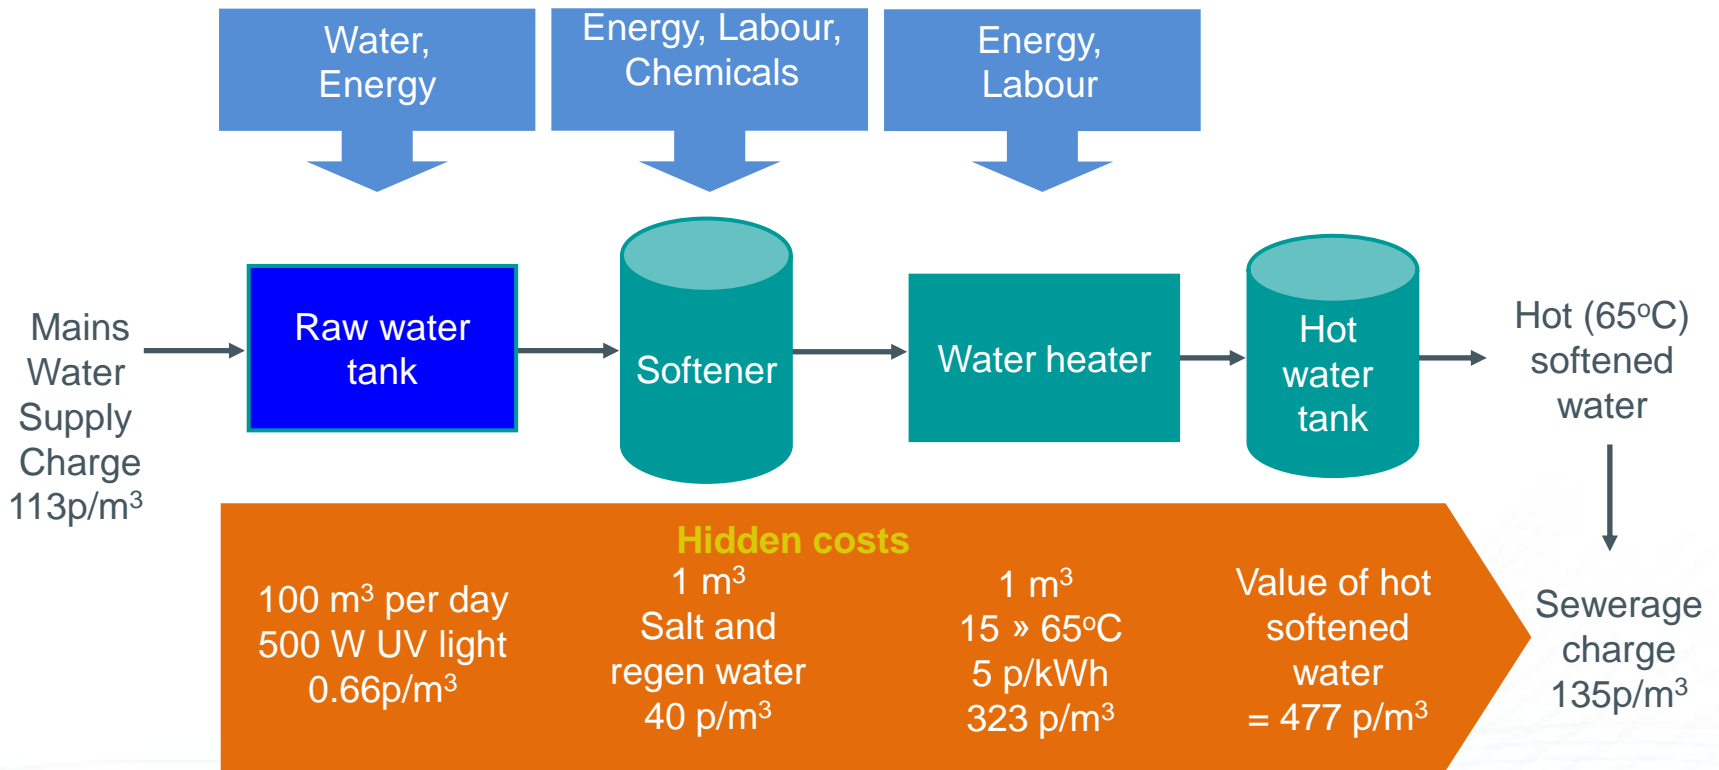 Water,
Energy
Energy, Labour,
Chemicals
Energy,
Labour
Mains
Water
Supply
Charge
113p/m³
Raw water
tank
Softener
Water heater
Hot
water
tank
Hot (65ºC)
softened
water
Hidden costs
100 m³ per day
500 W UV light
0.66p/m³
1 m³
Salt and
regen water
40 p/m³
1 m³
15 » 65ºC
5 p/kWh
323 p/m³
Value of hot
softened
water
= 477 p/m³
Sewerage
charge
135p/m³